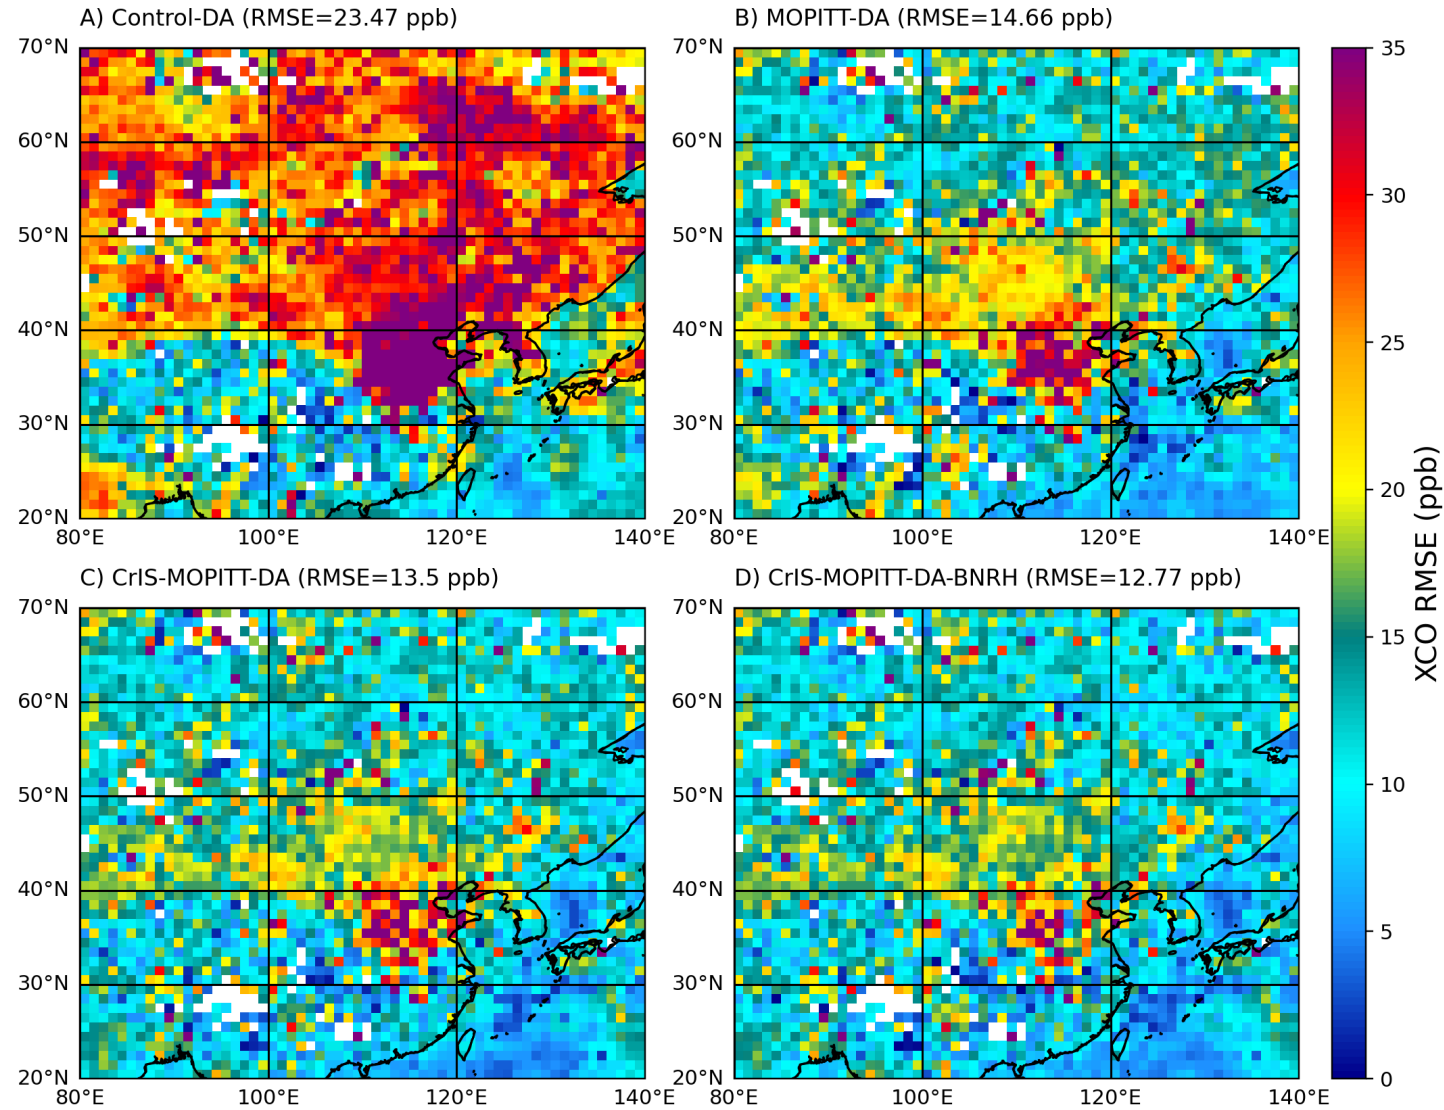 A) Control-DA (RMSE=23.47 ppb)
B) MOPITT-DA (RMSE=14.66 ppb)
70°N
60°N
50°N
40°N
30°N
20°N
80°E
100°E
120°E
140°E
70°N
60°N
50°N
40°N
30°N
20°N
80°E
100°E
120°E
140°E
C) CrIS-MOPITT-DA (RMSE=13.5 ppb)
D) CrIS-MOPITT-DA-BNRH (RMSE=12.77 ppb)
70°N
60°N
50°N
40°N
30°N
20°N
80°E
100°E
120°E
140°E
70°N
60°N
50°N
40°N
30°N
20°N
80°E
100°E
120°E
140°E
35
30
25
20
15
10
5
0
XCO RMSE (ppb)